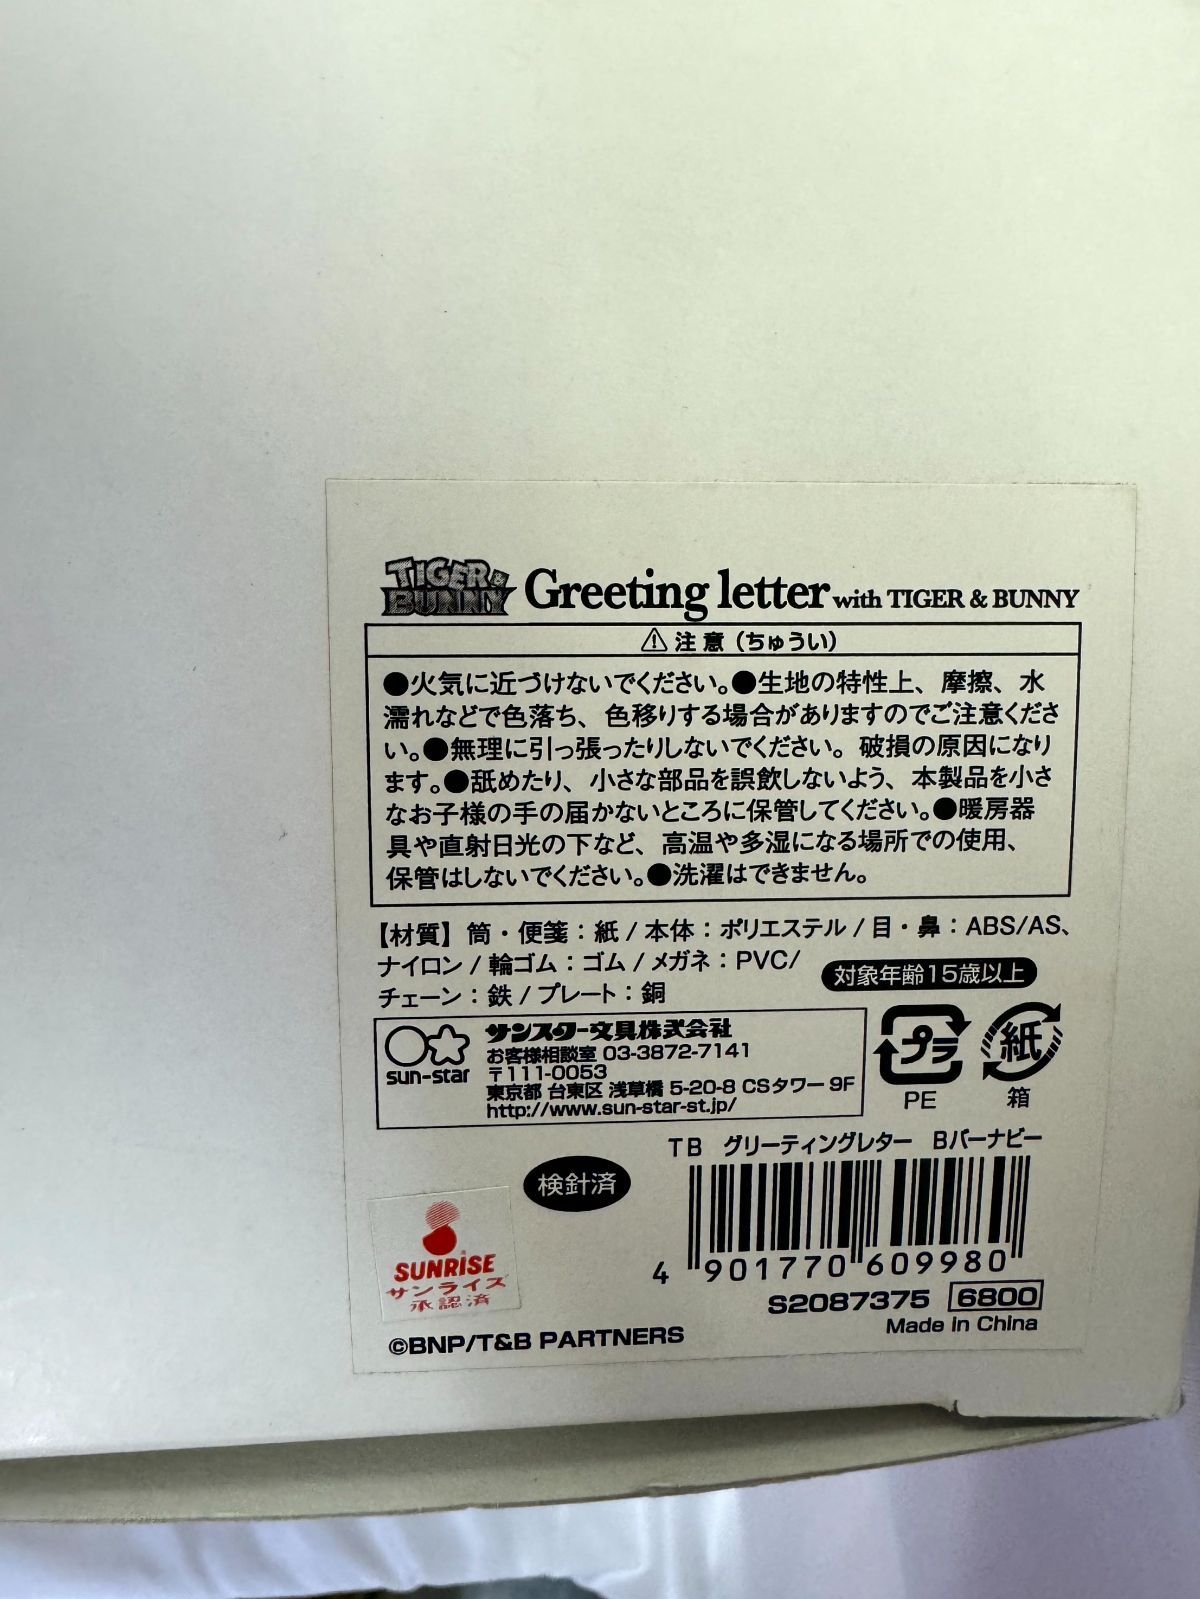 TIGER & BUNNY Greeting letter with TIGER & BUNNY
⚠注意（ちゅうい）
●火気に近づけないでください。●生地の特性上、摩擦、水
濡れなどで色落ち、色移りする場合がありますのでご注意くださ
い。●無理に引っ張ったりしないでください。破損の原因になり
ます。●舐めたり、小さな部品を誤飲しないよう、本製品を小さ
なお子様の手の届かないところに保管してください。●暖房器
具や直射日光の下など、高温や多湿になる場所での使用、
保管はしないでください。●洗濯はできません。
【材質】筒・便箋：紙/本体：ポリエステル/目・鼻：ABS/AS、
ナイロン/輪ゴム：ゴム/メガネ：PVC/
チェーン：鉄/プレート：銅
対象年齢15歳以上
sun-star
サンスター文具株式会社
お客様相談室 03-3872-7141
〒111-0053
東京都 台東区 浅草橋 5-20-8 CSタワー 9F
http://www.sun-star-st.jp/
プラ
PE
紙
箱
TB グリーティングレター Bバーナビー
検針済
4 901770 609980
S2087375 6800
Made in China
SUNRISE
サンライズ
承認済
©BNP/T&B PARTNERS